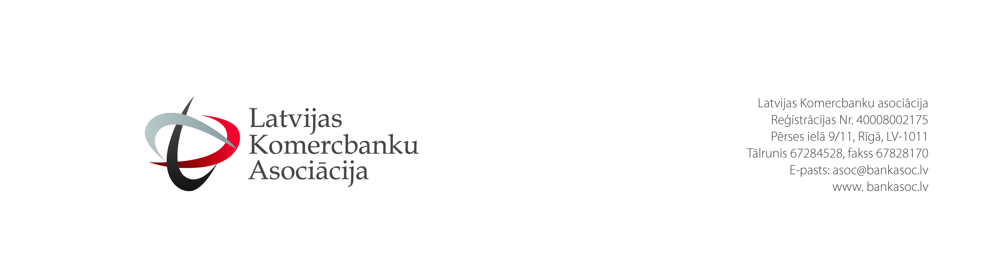 Latvijas
Komercbanku
Asociācija
Latvijas Komercbanku asociācija
Reģistrācijas Nr. 40008002175
Pērses ielā 9/11, Rīgā, LV-1011
Tālrunis 67284528, fakss 67828170
E-pasts: asoc@bankasoc.lv
www. bankasoc.lv